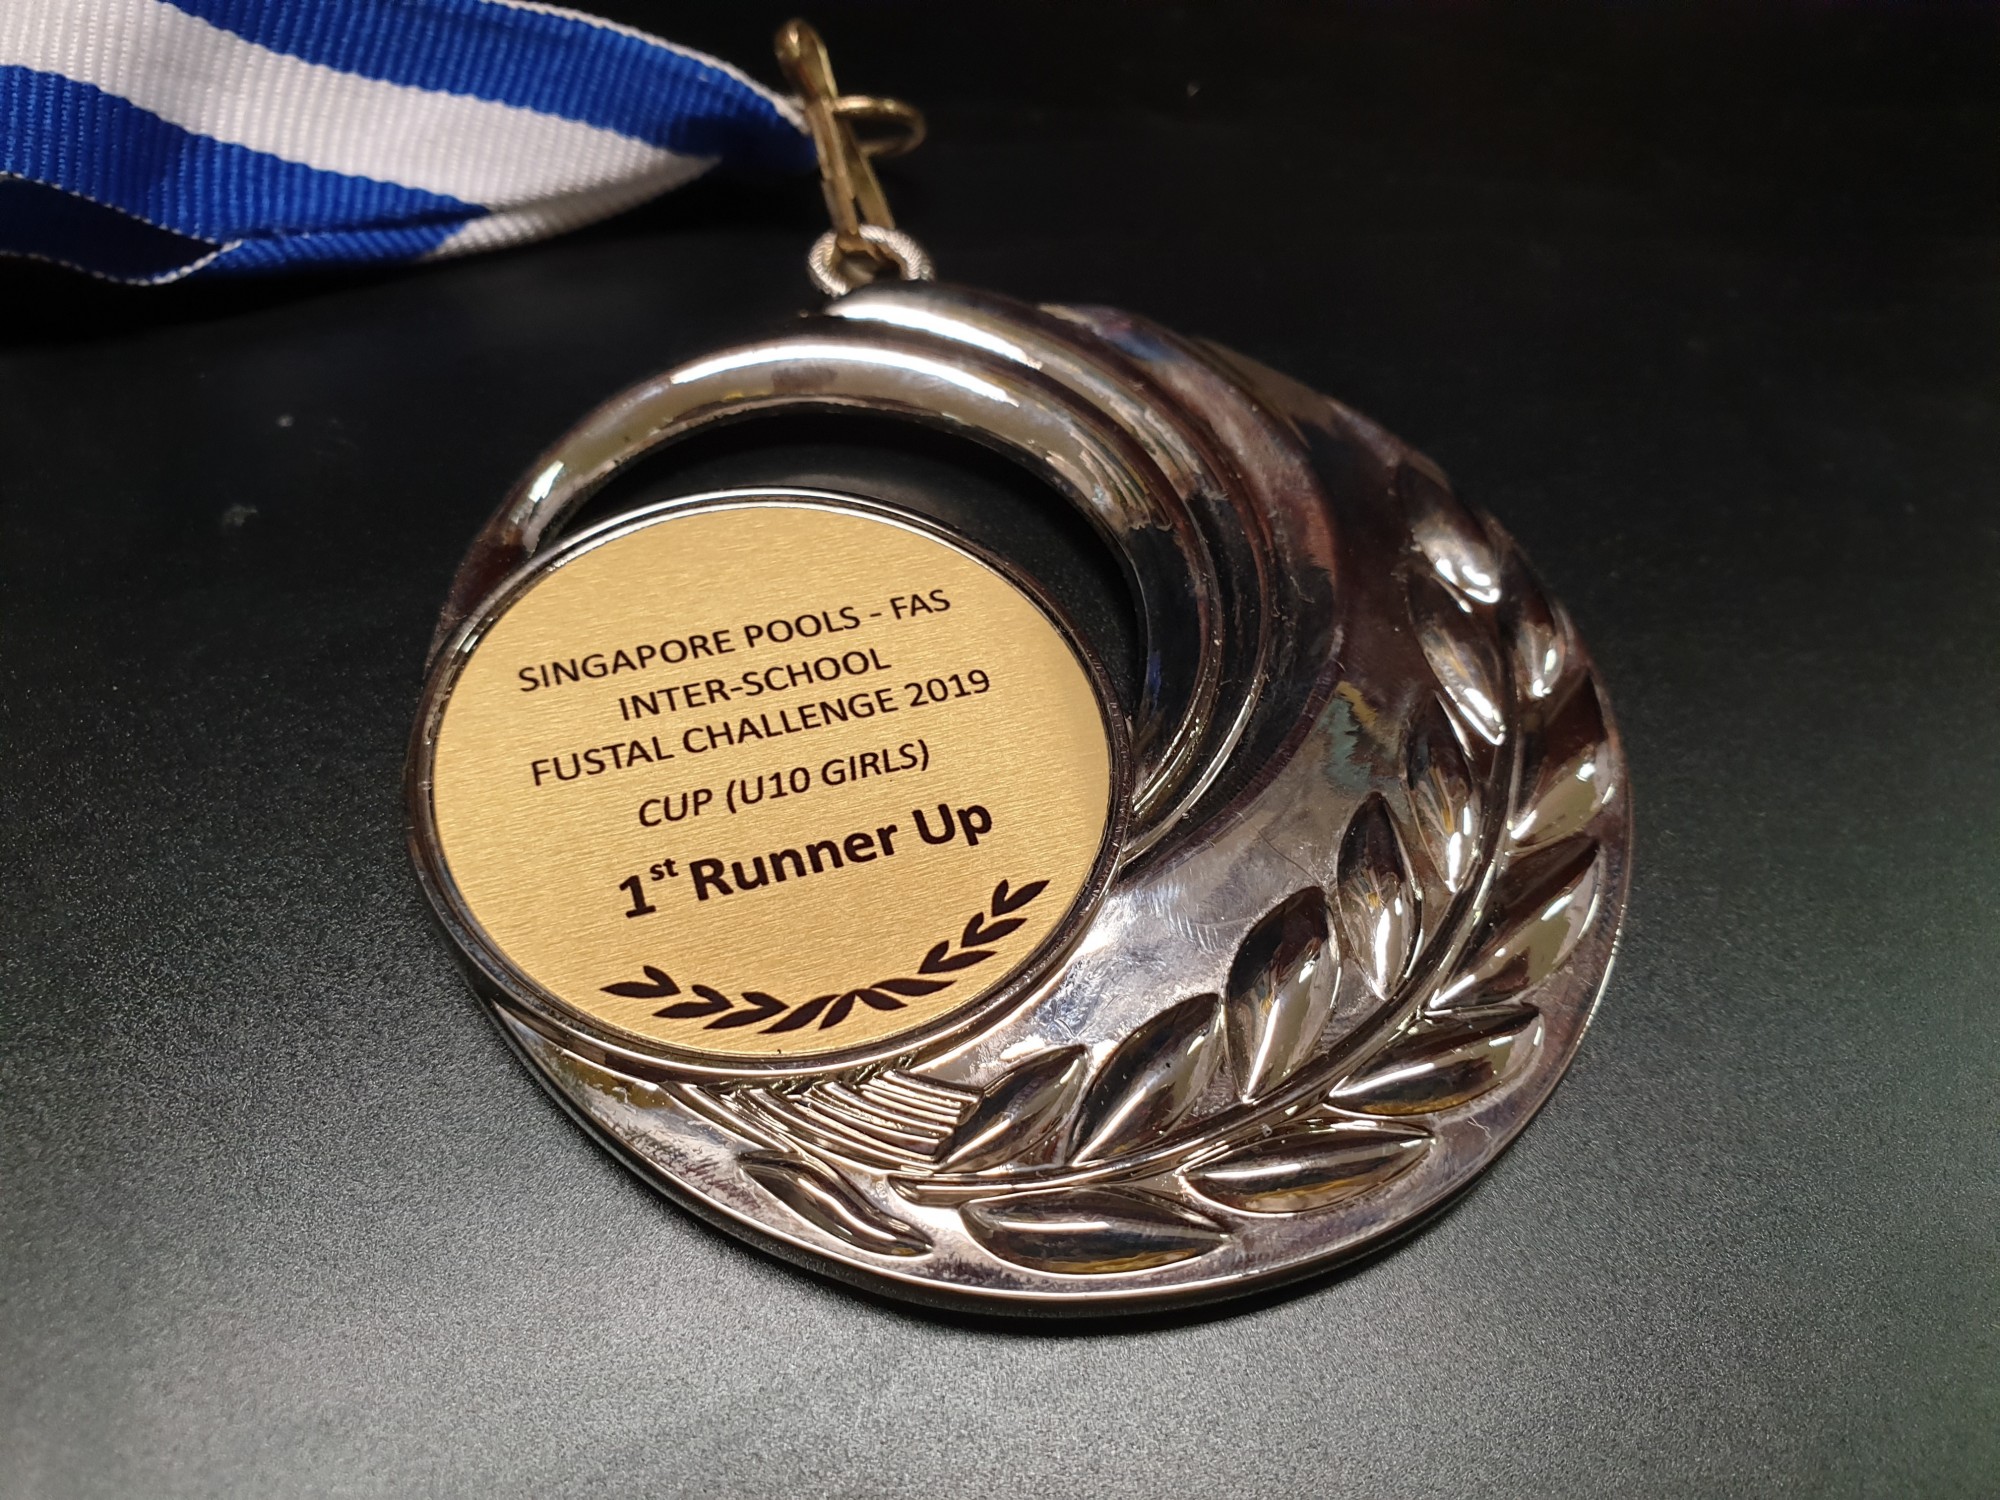 SINGAPORE POOLS - FAS
INTER-SCHOOL
FUSTAL CHALLENGE 2019
CUP (U10 GIRLS)
1st Runner Up